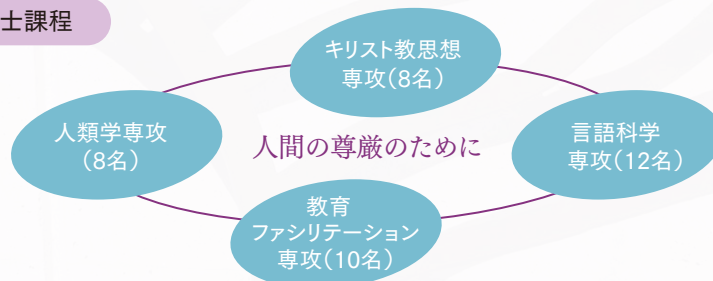 士課程
キリスト教思想
専攻(8名)
人類学専攻
(8名)
人間の尊厳のために
言語科学
専攻(12名)
教育
ファシリテーション
専攻(10名)